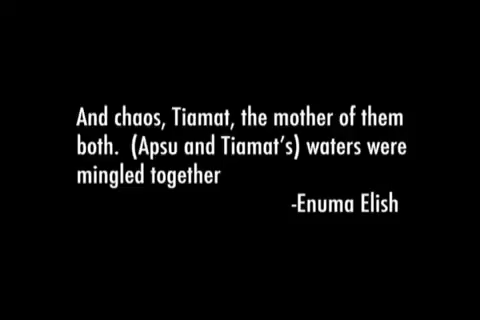 And chaos, Tiamat, the mother of them
both.  (Apsu and Tiamat's) waters were
mingled together
-Enuma Elish